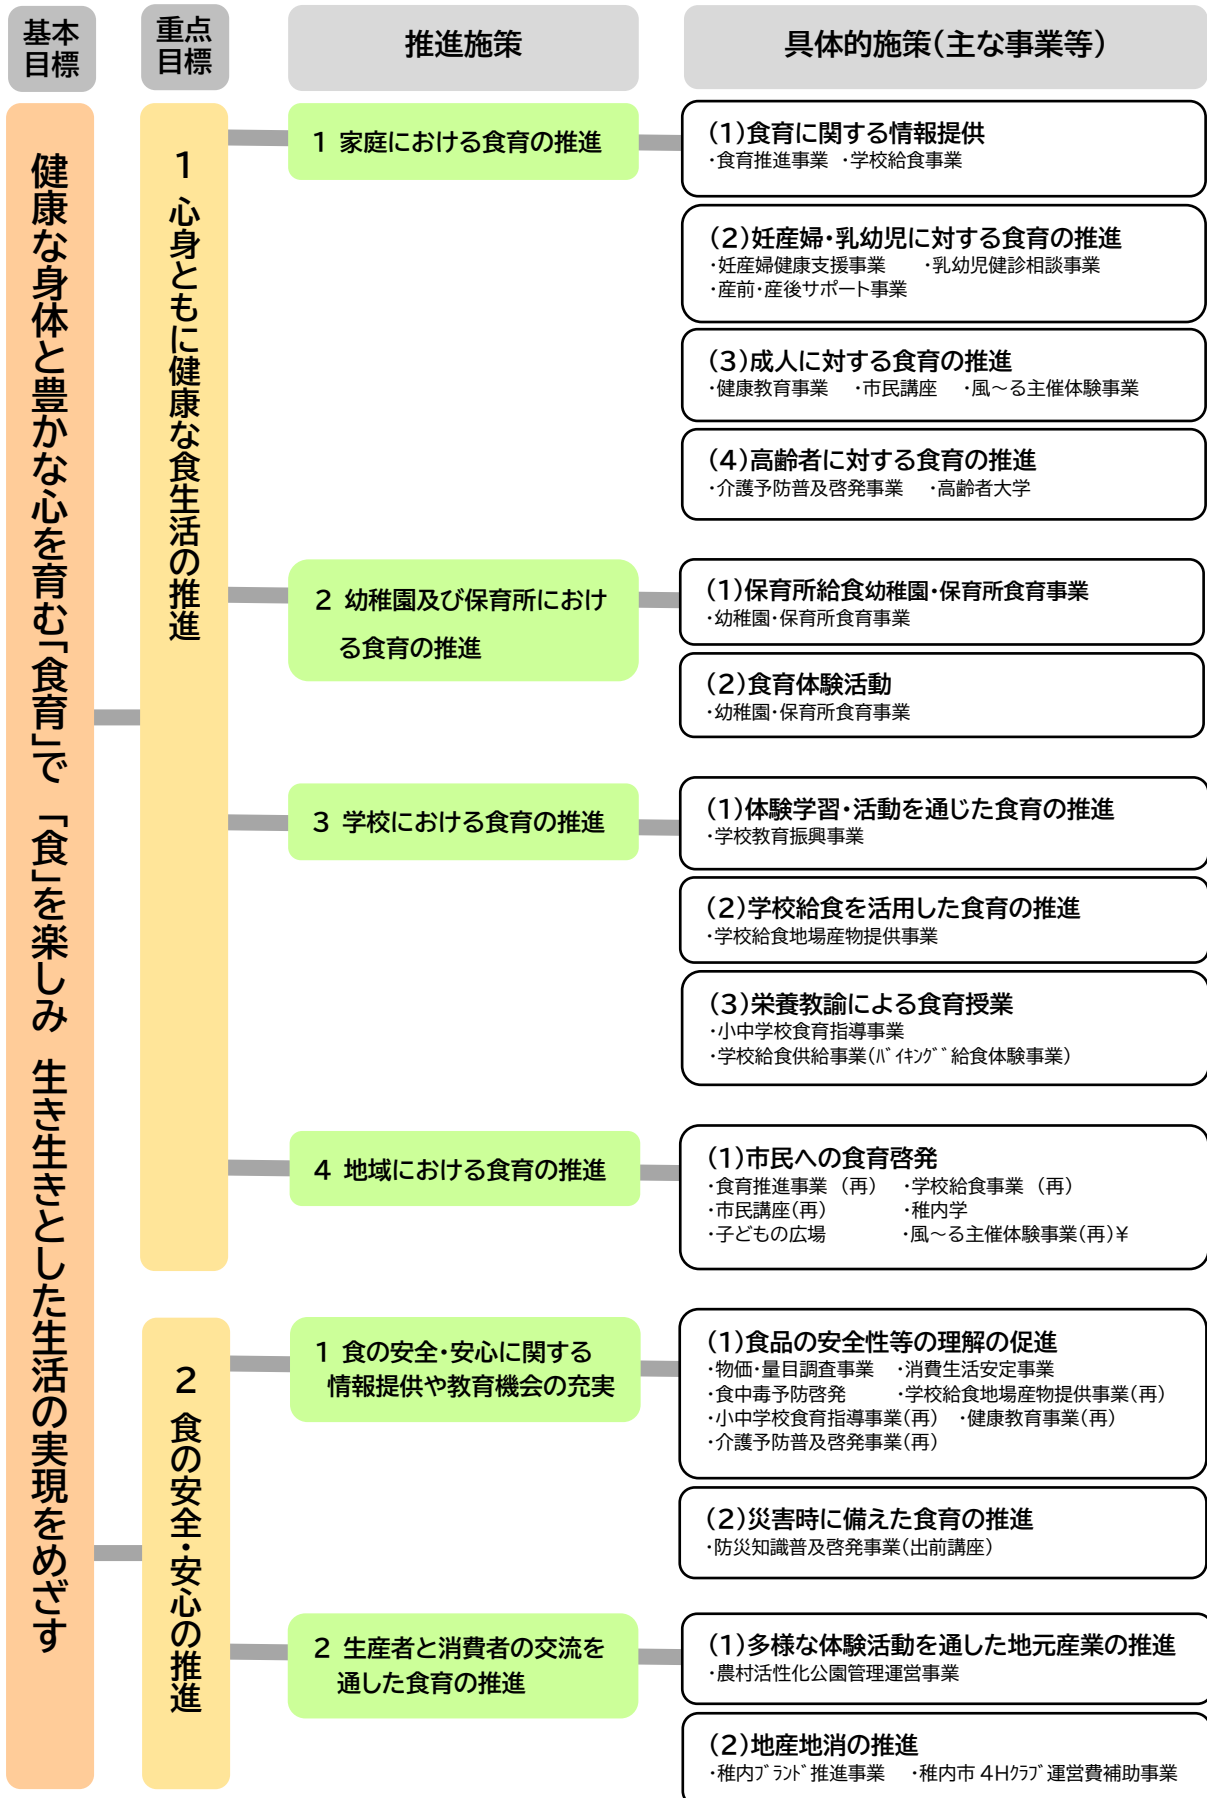 基本
目標
重点
目標
推進施策
具体的施策(主な事業等)
健康な身体と豊かな心を育む「食育」で 「食」を楽しみ 生き生きとした生活の実現をめざす
1 心身ともに健康な食生活の推進
1 家庭における食育の推進
(1)食育に関する情報提供
・食育推進事業 ・学校給食事業
(2)妊産婦・乳幼児に対する食育の推進
・妊産婦健康支援事業 ・乳幼児健診相談事業
・産前・産後サポート事業
(3)成人に対する食育の推進
・健康教育事業 ・市民講座 ・風~る主催体験事業
(4)高齢者に対する食育の推進
・介護予防普及啓発事業 ・高齢者大学
2 幼稚園及び保育所におけ
る食育の推進
(1)保育所給食幼稚園・保育所食育事業
・幼稚園・保育所食育事業
(2)食育体験活動
・幼稚園・保育所食育事業
3 学校における食育の推進
(1)体験学習・活動を通じた食育の推進
・学校教育振興事業
(2)学校給食を活用した食育の推進
・学校給食地場産物提供事業
(3)栄養教諭による食育授業
・小中学校食育指導事業
・学校給食供給事業(バイキングﾞ給食体験事業)
4 地域における食育の推進
(1)市民への食育啓発
・食育推進事業 (再) ・学校給食事業 (再)
・市民講座(再) ・稚内学
・子どもの広場 ・風~る主催体験事業(再)¥
2 食の安全・安心の推進
1 食の安全・安心に関する
情報提供や教育機会の充実
(1)食品の安全性等の理解の促進
・物価・量目調査事業 ・消費生活安定事業
・食中毒予防啓発 ・学校給食地場産物提供事業(再)
・小中学校食育指導事業(再) ・健康教育事業(再)
・介護予防普及啓発事業(再)
(2)災害時に備えた食育の推進
・防災知識普及啓発事業(出前講座)
2 生産者と消費者の交流を
通した食育の推進
(1)多様な体験活動を通した地元産業の推進
・農村活性化公園管理運営事業
(2)地産地消の推進
・稚内ﾌﾞﾗﾝﾄﾞ推進事業 ・稚内市 4Hｸﾗﾌﾞ運営費補助事業